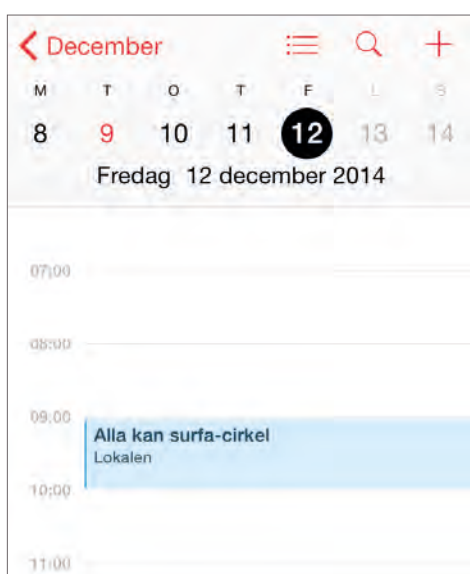 December
M T O T F L S
8 9 10 11 12 13 14
Fredag 12 december 2014
07:00
08:00
09:00
Alla kan surfa-cirkel
Lokalen
10:00
11:00